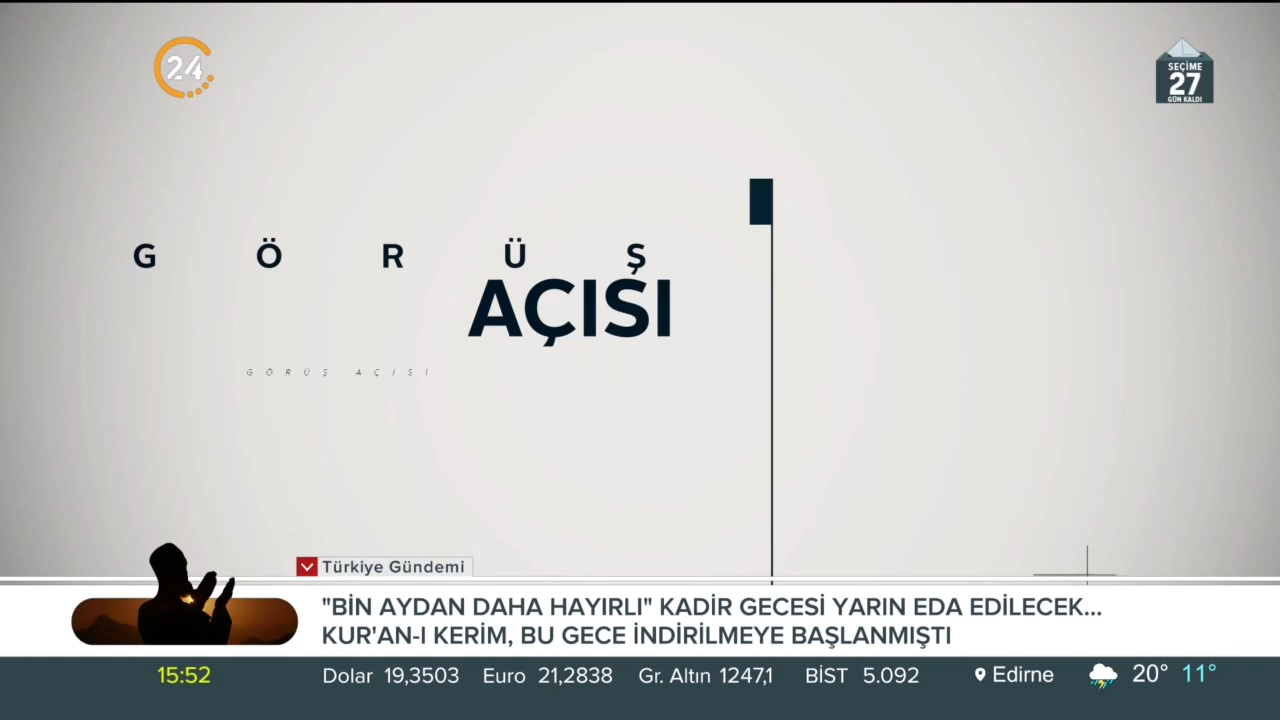 24
SEÇİME
27
GÜN KALDI
G Ö R Ü Ş
AÇISI
GÖRÜŞ AÇISI
Türkiye Gündemi
"BİN AYDAN DAHA HAYIRLI" KADİR GECESİ YARIN EDA EDİLECEK...
KUR'AN-I KERİM, BU GECE İNDİRİLMEYE BAŞLANMIŞTI
15:52 Dolar 19,3503 Euro 21,2838 Gr. Altın 1247,1 BİST 5.092 Edirne 20° 11°